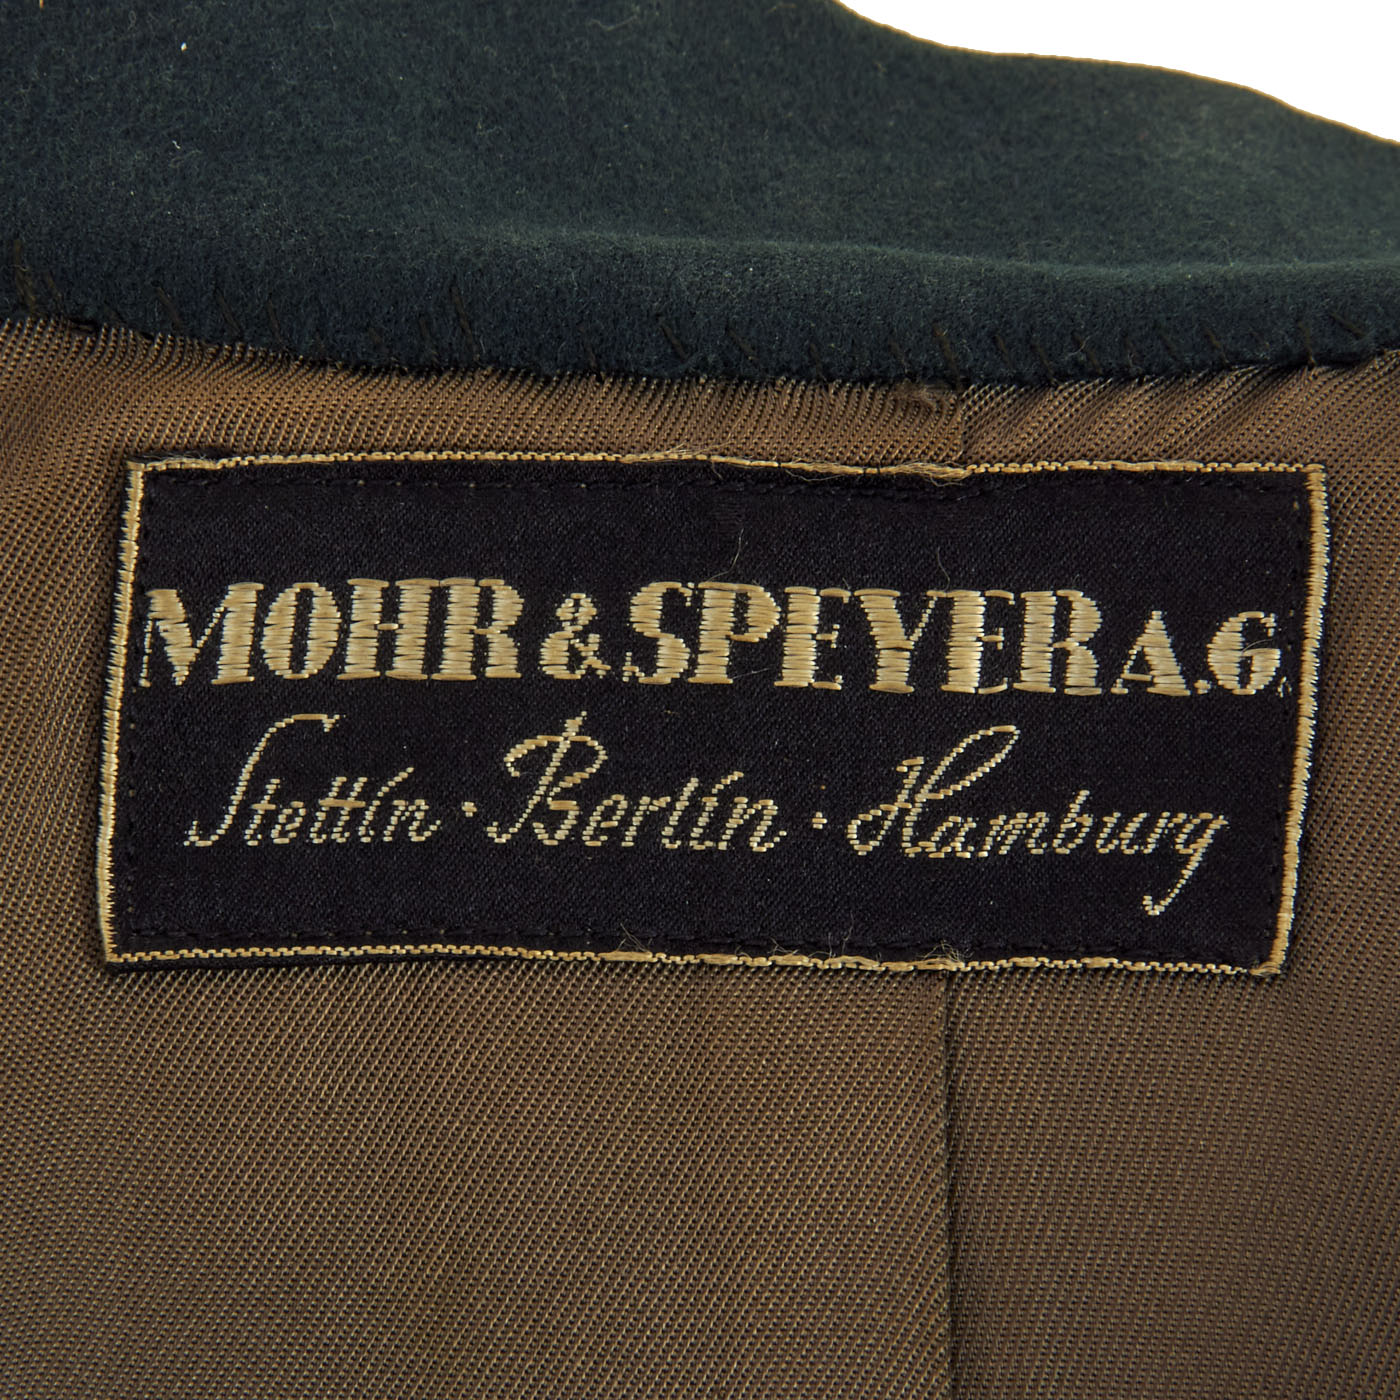 MOHR & SPEYER A.G.
Stettin · Berlin · Hamburg